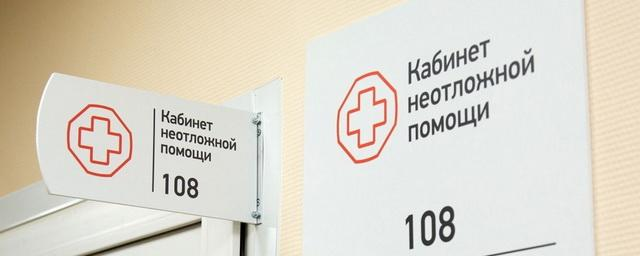 Кабинет
неотложной
помощи
108
Кабинет
неотложной
помощи
108